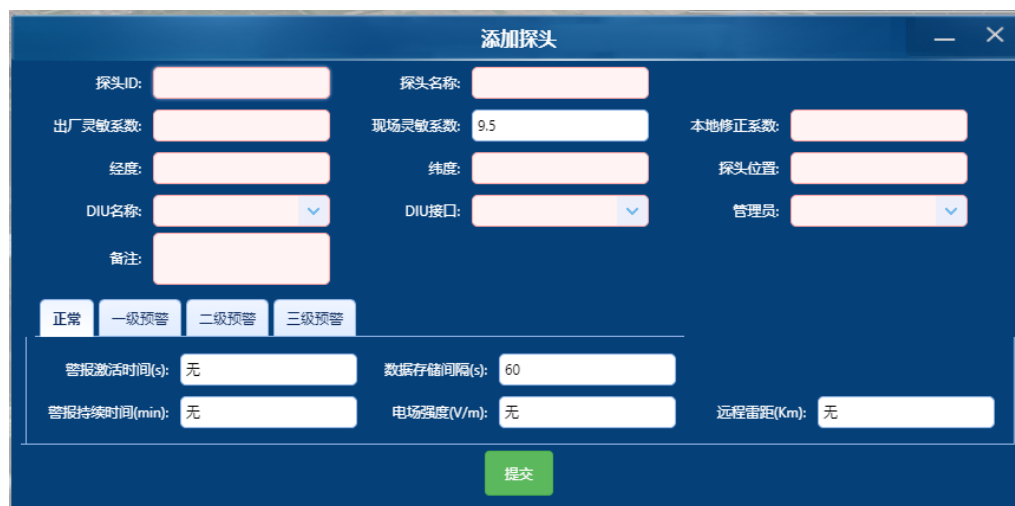 添加探头
探头ID: 探头名称:
出厂灵敏系数: 现场灵敏系数: 9.5 本地修正系数:
经度: 纬度: 探头位置:
DIU名称: DIU接口: 管理员:
备注:
正常 一级预警 二级预警 三级预警
警报激活时间(s): 无 数据存储间隔(s): 60
警报持续时间(min): 无 电场强度(V/m): 无 远程雷距(Km): 无
提交